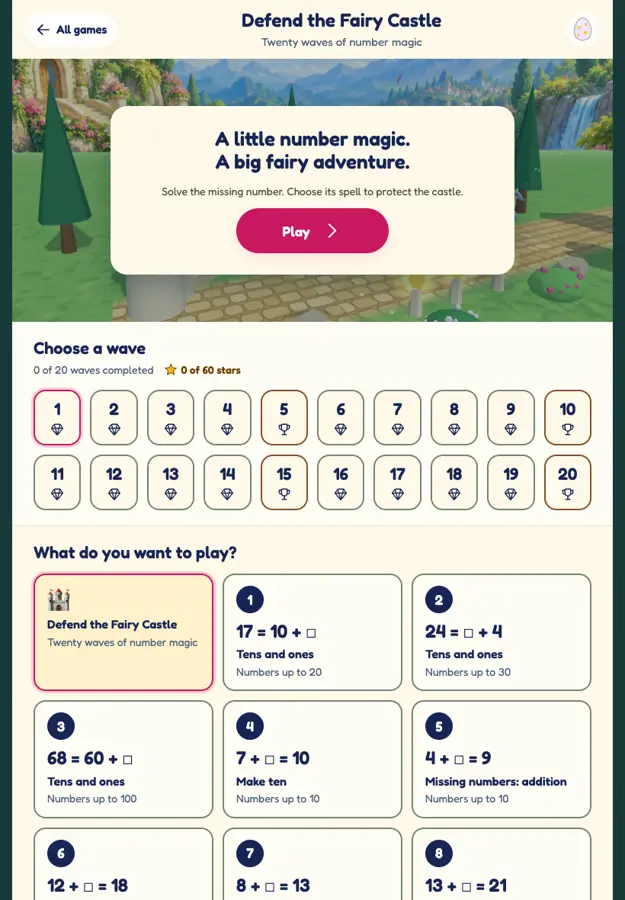 All games
Defend the Fairy Castle
Twenty waves of number magic
A little number magic.
A big fairy adventure.
Solve the missing number. Choose its spell to protect the castle.
Play
Choose a wave
0 of 20 waves completed
0 of 60 stars
1 2 3 4 5 6 7 8 9 10
11 12 13 14 15 16 17 18 19 20
What do you want to play?
Defend the Fairy Castle
Twenty waves of number magic
1
17 = 10 + □
Tens and ones
Numbers up to 20
2
24 = □ + 4
Tens and ones
Numbers up to 30
3
68 = 60 + □
Tens and ones
Numbers up to 100
4
7 + □ = 10
Make ten
Numbers up to 10
5
4 + □ = 9
Missing numbers: addition
Numbers up to 10
6
12 + □ = 18
7
8 + □ = 13
8
13 + □ = 21